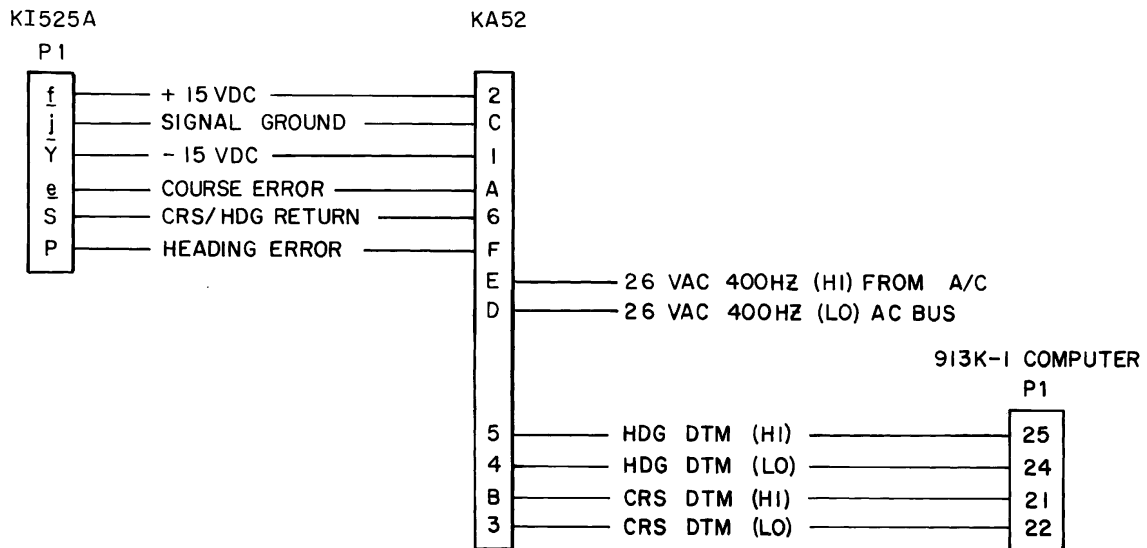 KI525A KA52
P1
f + 15 VDC 2
j SIGNAL GROUND C
Y - 15 VDC 1
e COURSE ERROR A
S CRS/HDG RETURN 6
P HEADING ERROR F
E 26 VAC 400HZ (HI) FROM A/C
D 26 VAC 400HZ (LO) AC BUS
913K-1 COMPUTER
P1
5 HDG DTM (HI) 25
4 HDG DTM (LO) 24
B CRS DTM (HI) 21
3 CRS DTM (LO) 22